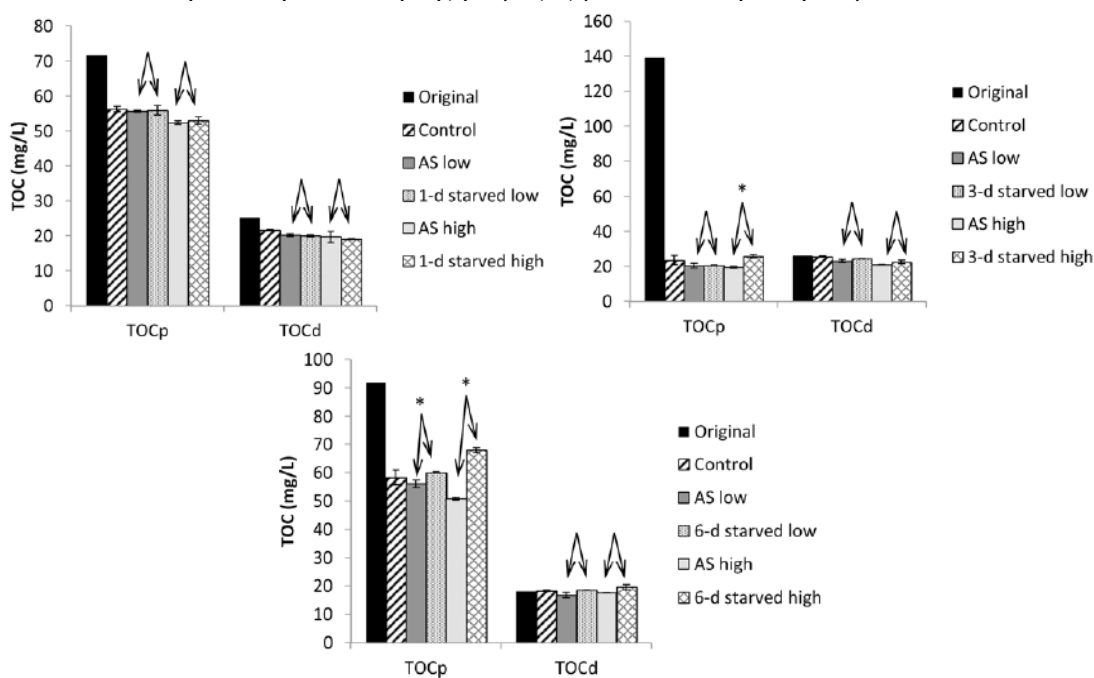 80
70
60
50
40
30
20
10
0
TOC (mg/L)
TOCp
TOCd
Original
Control
AS low
1-d starved low
AS high
1-d starved high
160
140
120
100
80
60
40
20
0
TOC (mg/L)
*
TOCp
TOCd
Original
Control
AS low
3-d starved low
AS high
3-d starved high
100
90
80
70
60
50
40
30
20
10
0
TOC (mg/L)
*
*
TOCp
TOCd
Original
Control
AS low
6-d starved low
AS high
6-d starved high